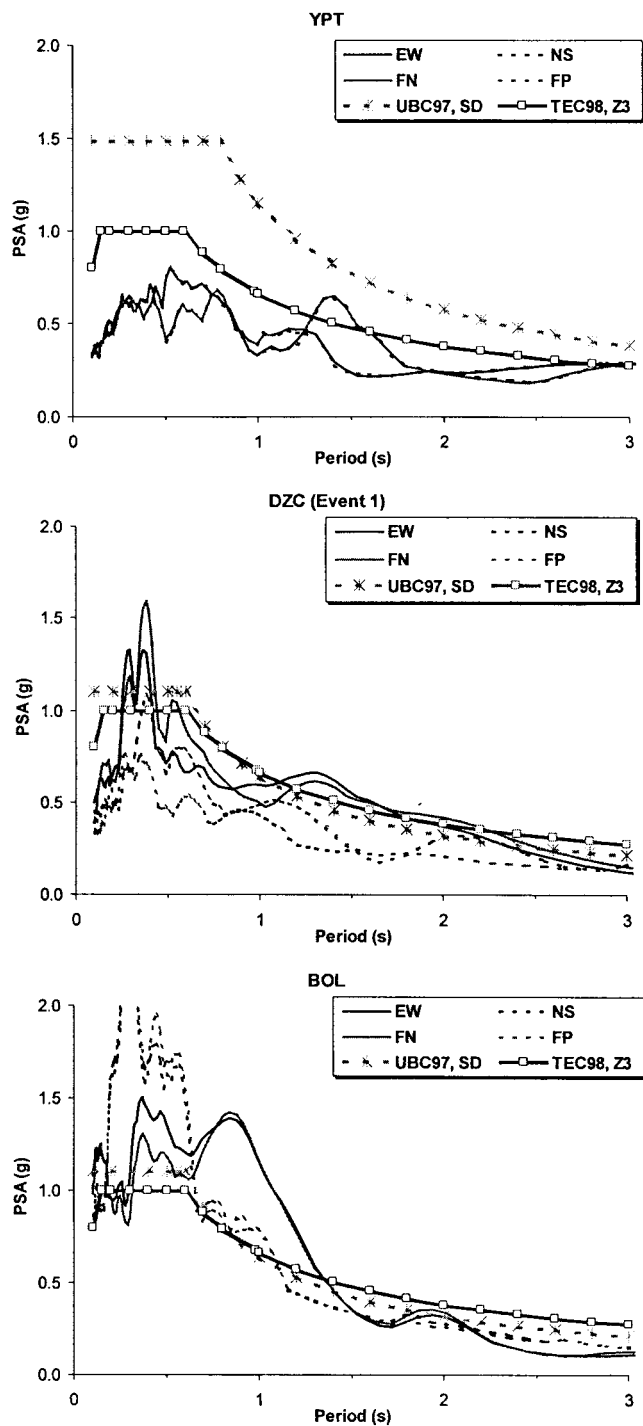 YPT
2.0
EW NS
FN FP
UBC97, SD TEC98, Z3
1.5
1.0
0.5
0.0
PSA (g)
0 1 2 3
Period (s)
DZC (Event 1)
2.0
EW NS
FN FP
UBC97, SD TEC98, Z3
1.5
1.0
0.5
0.0
PSA (g)
0 1 2 3
Period (s)
BOL
2.0
EW NS
FN FP
UBC97, SD TEC98, Z3
1.5
1.0
0.5
0.0
PSA (g)
0 1 2 3
Period (s)